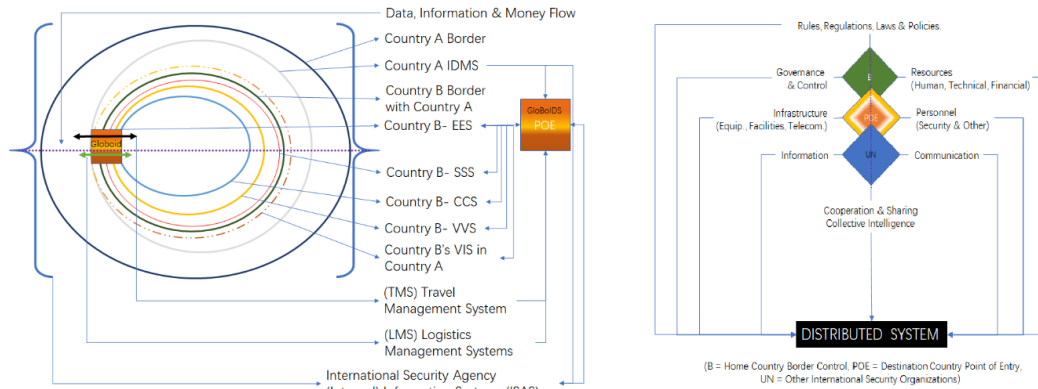 Data, Information & Money Flow
Country A Border
Country A IDMS
Country B Border
with Country A
Country B- EES
Country B- SSS
Country B- CCS
Country B- VVS
Country B's VIS in
Country A
(TMS) Travel
Management System
(LMS) Logistics
Management Systems
International Security Agency
Globoid
GloBoIDS
POE
Rules, Regulations, Laws & Policies.
Governance
& Control
B
Resources
(Human, Technical, Financial)
Infrastructure
(Equip., Facilities, Telecom.)
POE
Personnel
(Security & Other)
Information
UN
Communication
Cooperation & Sharing
Collective Intelligence
DISTRIBUTED SYSTEM
(B = Home Country Border Control, POE = Destination Country Point of Entry,
UN = Other International Security Organizations)